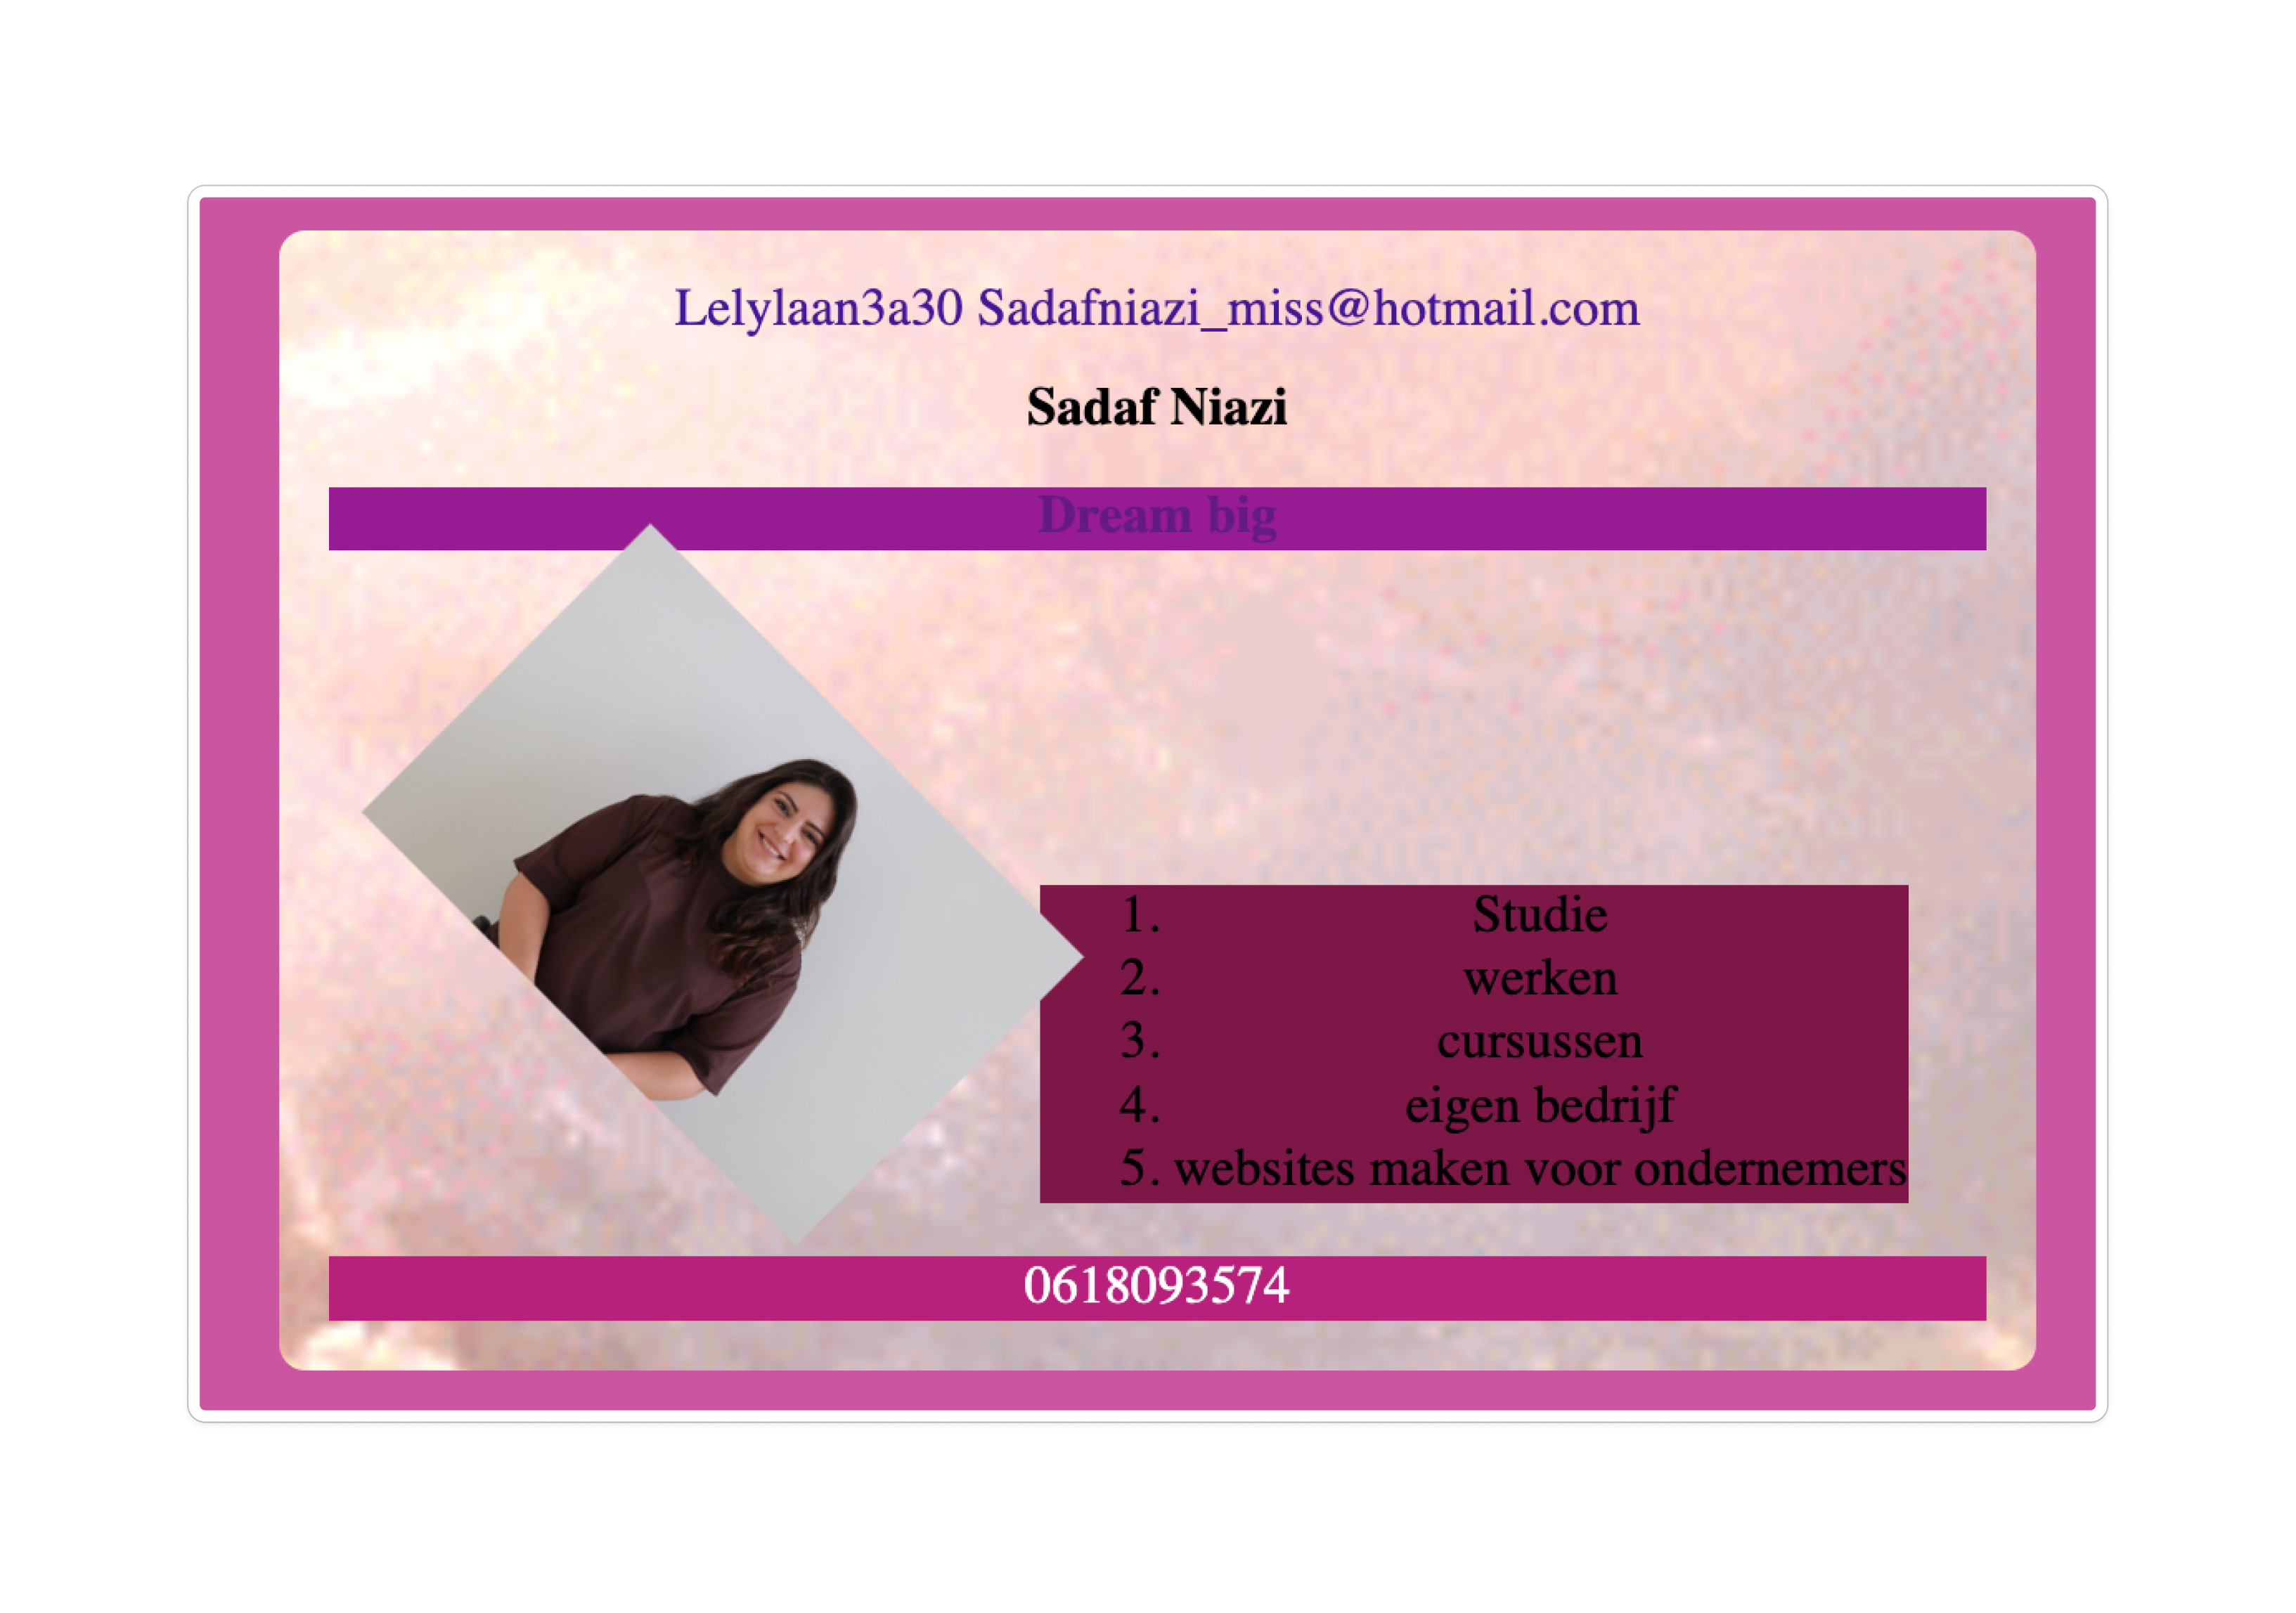 Lelylaan3a30 Sadafniazi_miss@hotmail.com
Sadaf Niazi
Dream big
1. Studie
2. werken
3. cursussen
4. eigen bedrijf
5. websites maken voor ondernemers
0618093574